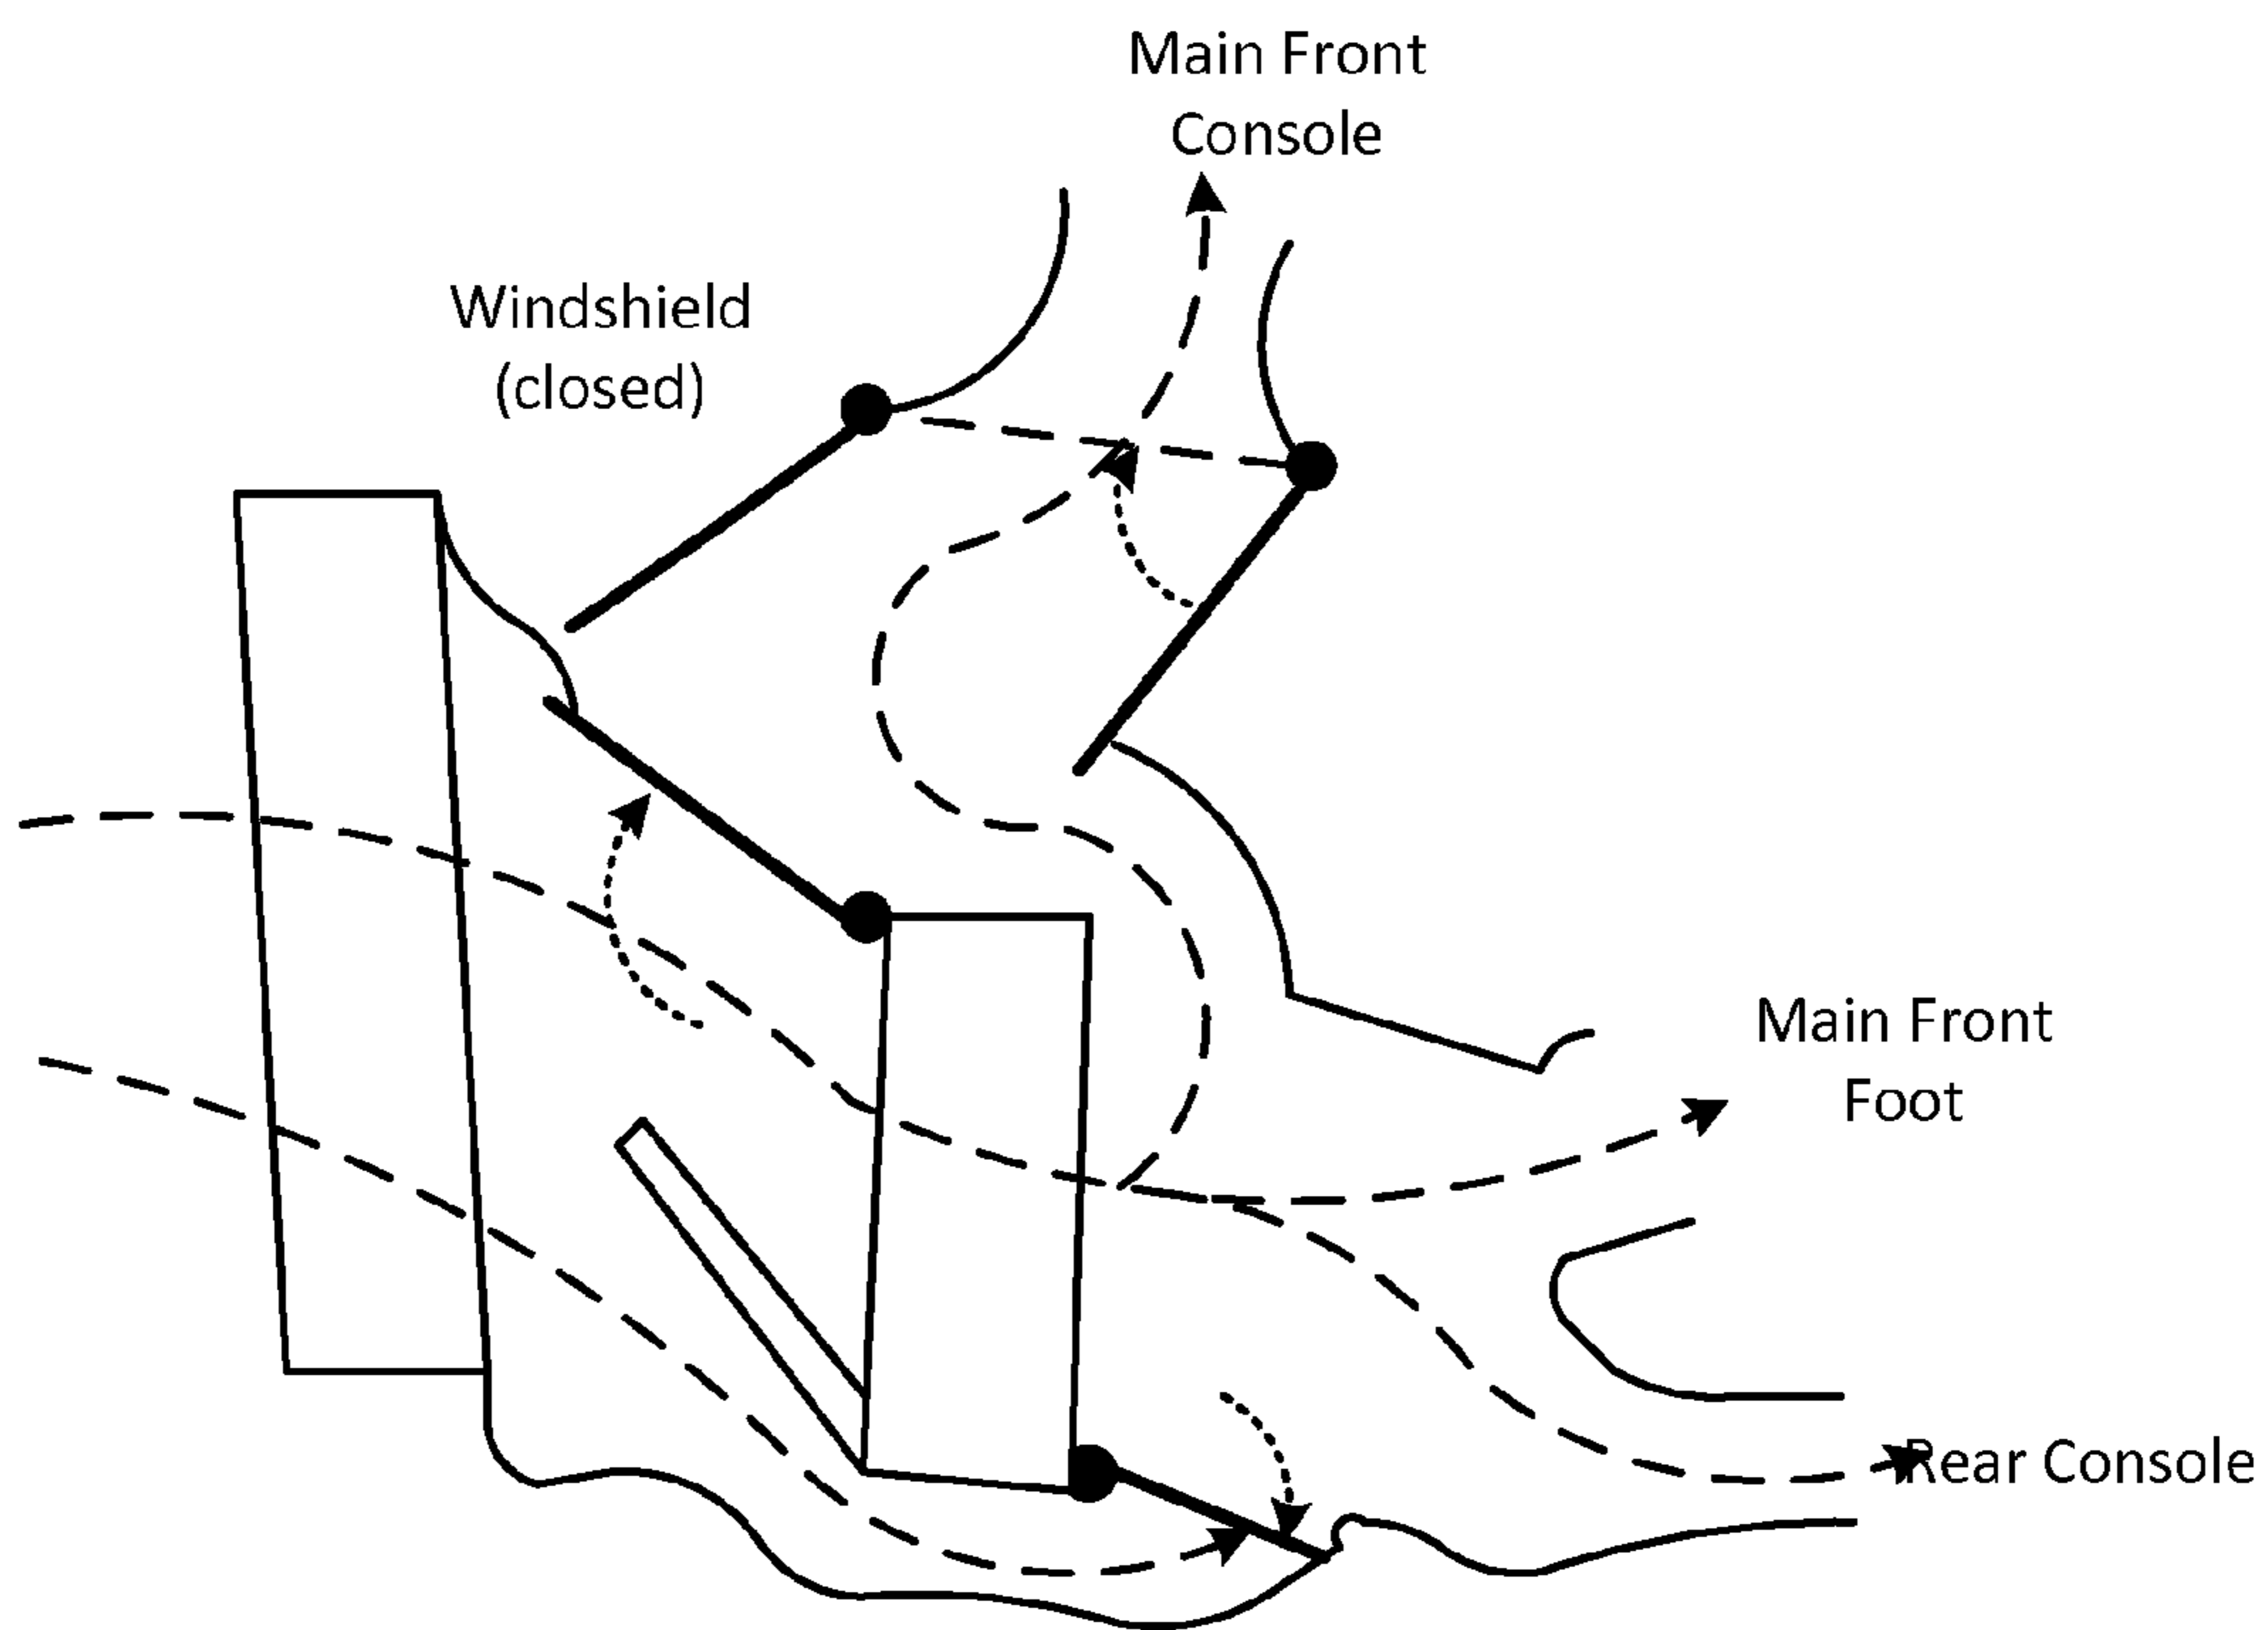 Main Front
Console
Windshield
(closed)
Main Front
Foot
Rear Console